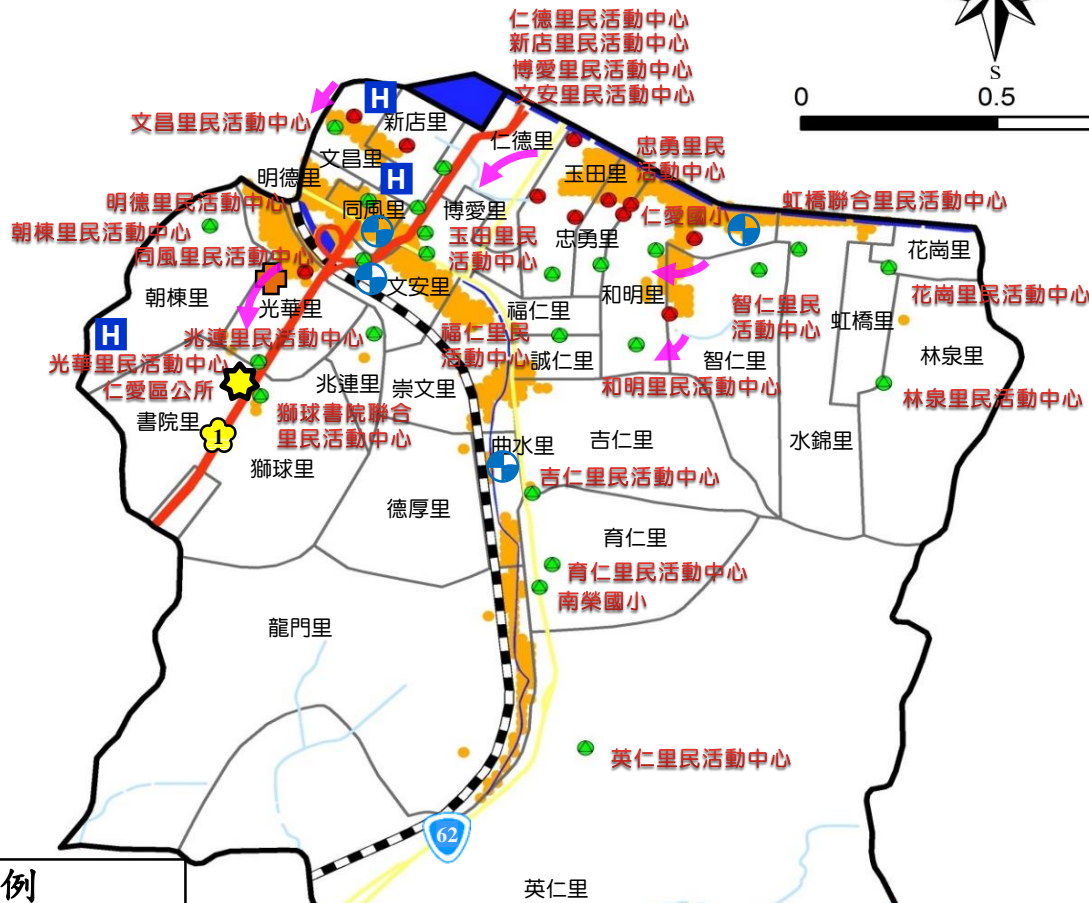 仁德里民活動中心
新店里民活動中心
博愛里民活動中心
文安里民活動中心
S
0
0.5
H
文昌里民活動中心
新店里
仁德里
忠勇里民
活動中心
文昌里
玉田里
明德里
H
虹橋聯合里民活動中心
明德里民活動中心
同風里
博愛里
仁愛國小
朝棟里民活動中心
玉田里民
活動中心
忠勇里
花崗里
同風里民活動中心
朝棟里
光華里
文安里
和明里
花崗里民活動中心
福仁里
智仁里民
活動中心
虹橋里
H
兆連里民活動中心
福仁里民
活動中心
誠仁里
智仁里
林泉里
光華里民活動中心
仁愛區公所
兆連里
崇文里
和明里民活動中心
林泉里民活動中心
書院里
獅球書院聯合
里民活動中心
1
曲水里
吉仁里
水錦里
獅球里
吉仁里民活動中心
德厚里
育仁里
育仁里民活動中心
南榮國小
龍門里
英仁里民活動中心
62
例
英仁里